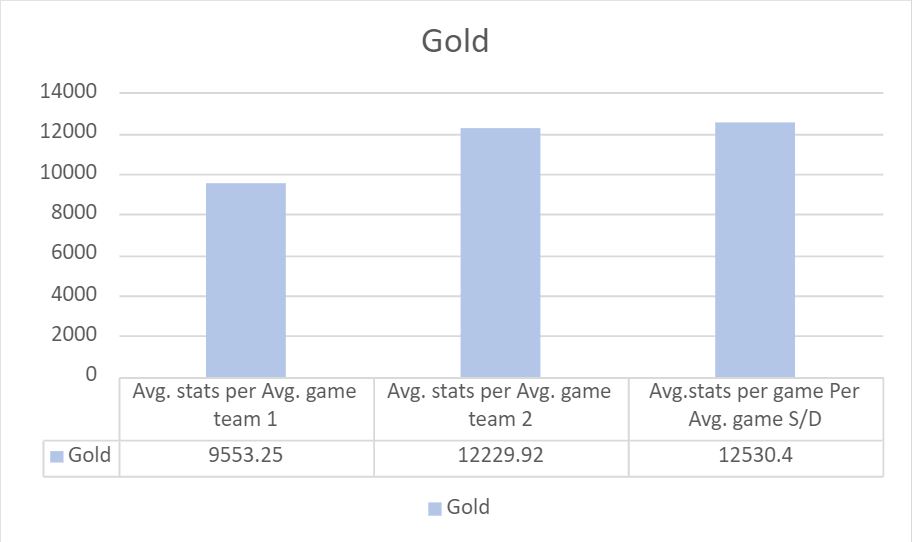 Gold
14000
12000
10000
8000
6000
4000
2000
0
Avg. stats per Avg. game
team 1
Avg. stats per Avg. game
team 2
Avg.stats per game Per
Avg. game S/D
Gold 9553.25 12229.92 12530.4
Gold